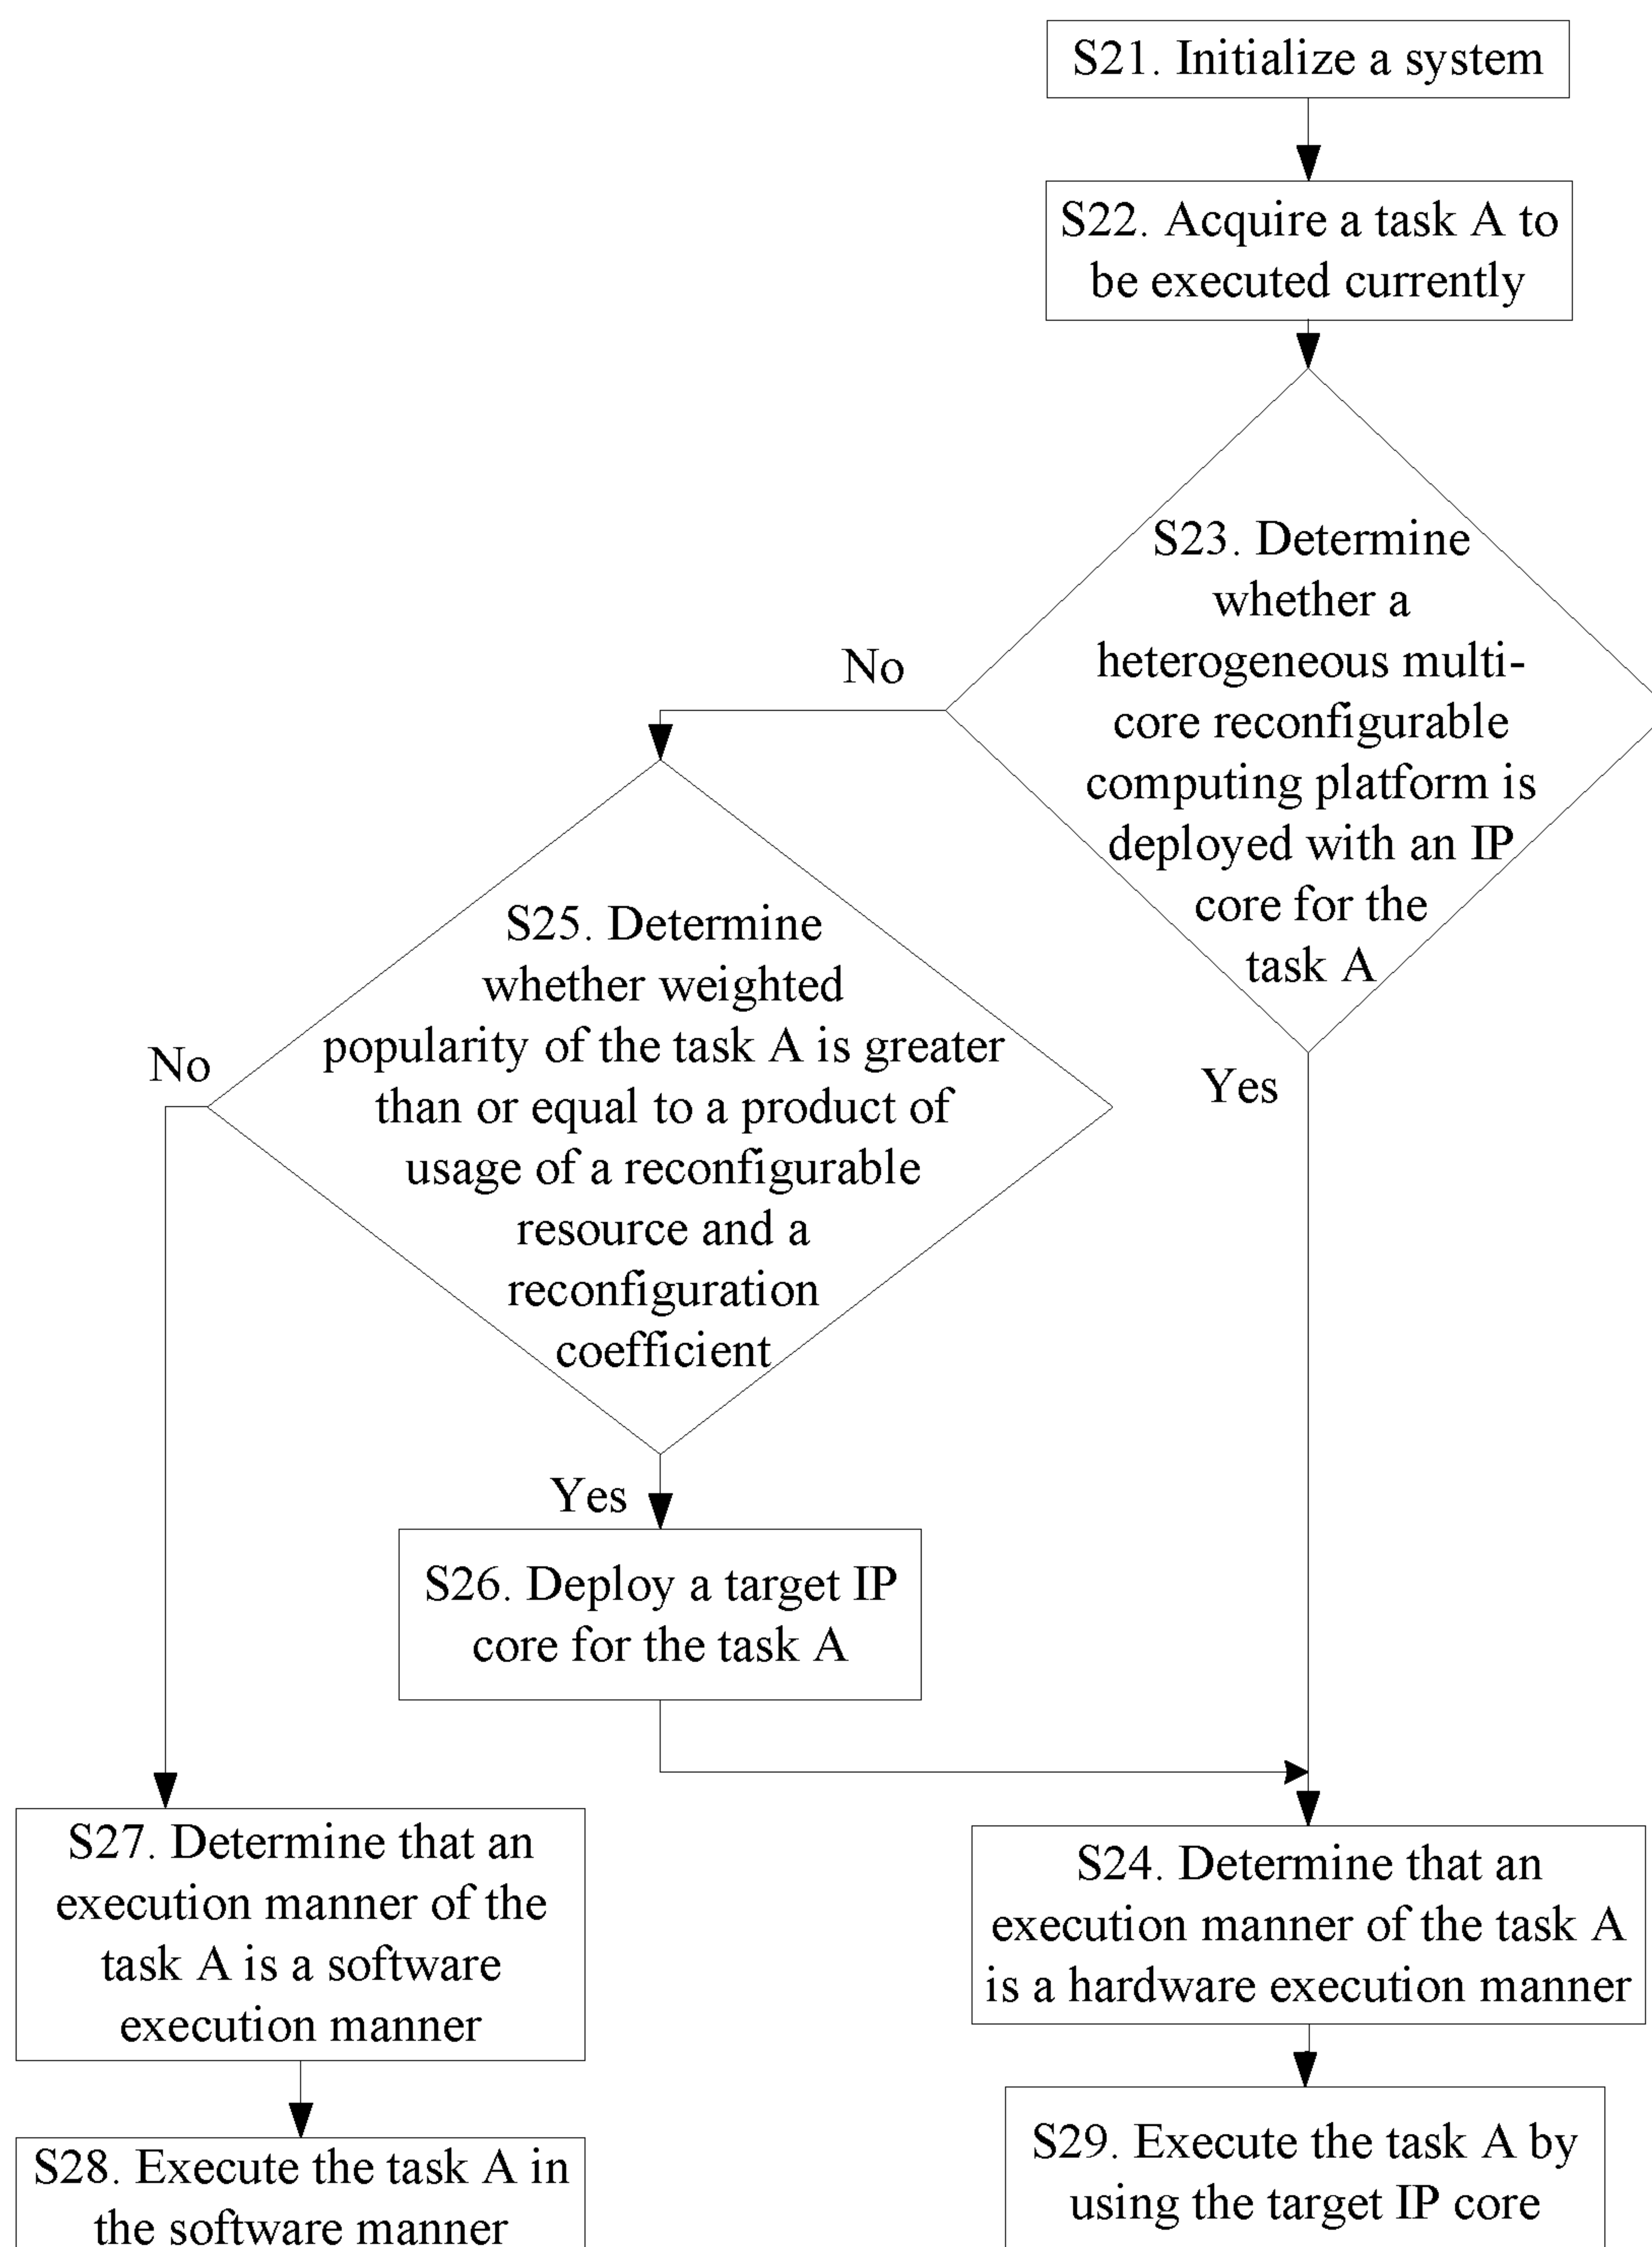 S21. Initialize a system
S22. Acquire a task A to
be executed currently
S23. Determine
whether a
heterogeneous multi-
core reconfigurable
computing platform is
deployed with an IP
core for the
task A
No
Yes
S25. Determine
whether weighted
popularity of the task A is greater
than or equal to a product of
usage of a reconfigurable
resource and a
reconfiguration
coefficient
No
Yes
S26. Deploy a target IP
core for the task A
S27. Determine that an
execution manner of the
task A is a software
execution manner
S24. Determine that an
execution manner of the task A
is a hardware execution manner
S28. Execute the task A in
the software manner
S29. Execute the task A by
using the target IP core